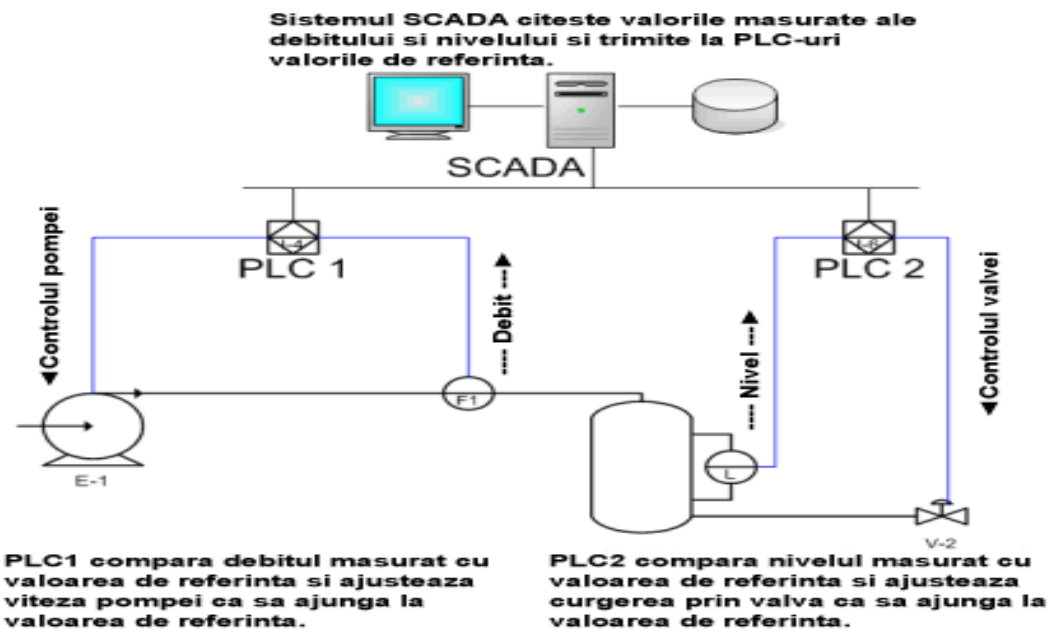 Sistemul SCADA citeste valorile masurate ale
debitului si nivelului si trimite la PLC-uri
valorile de referinta.
SCADA
I-4
PLC 1
I-6
PLC 2
◄Controlul pompei
---- Debit ---►
---- Nivel ---►
◄Controlul valvei
F1
L
E-1
V-2
PLC1 compara debitul masurat cu
valoarea de referinta si ajusteaza
viteza pompei ca sa ajunga la
valoarea de referinta.
PLC2 compara nivelul masurat cu
valoarea de referinta si ajusteaza
curgerea prin valva ca sa ajunga la
valoarea de referinta.